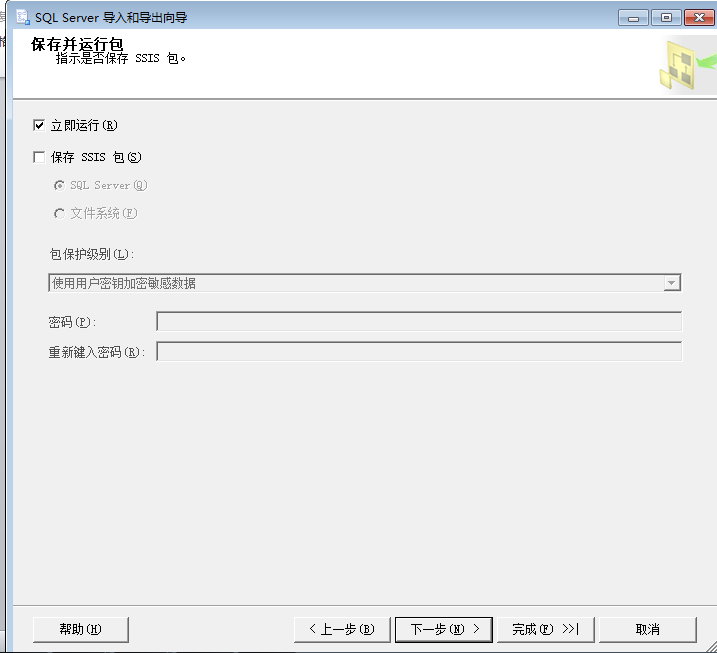 SQL Server 导入和导出向导
保存并运行包
指示是否保存 SSIS 包。
立即运行(R)
保存 SSIS 包(S)
SQL Server(Q)
文件系统(F)
包保护级别(L):
使用用户密钥加密敏感数据
密码(P):
重新键入密码(R):
帮助(H) < 上一步(B) 下一步(N) > 完成(F) >>| 取消